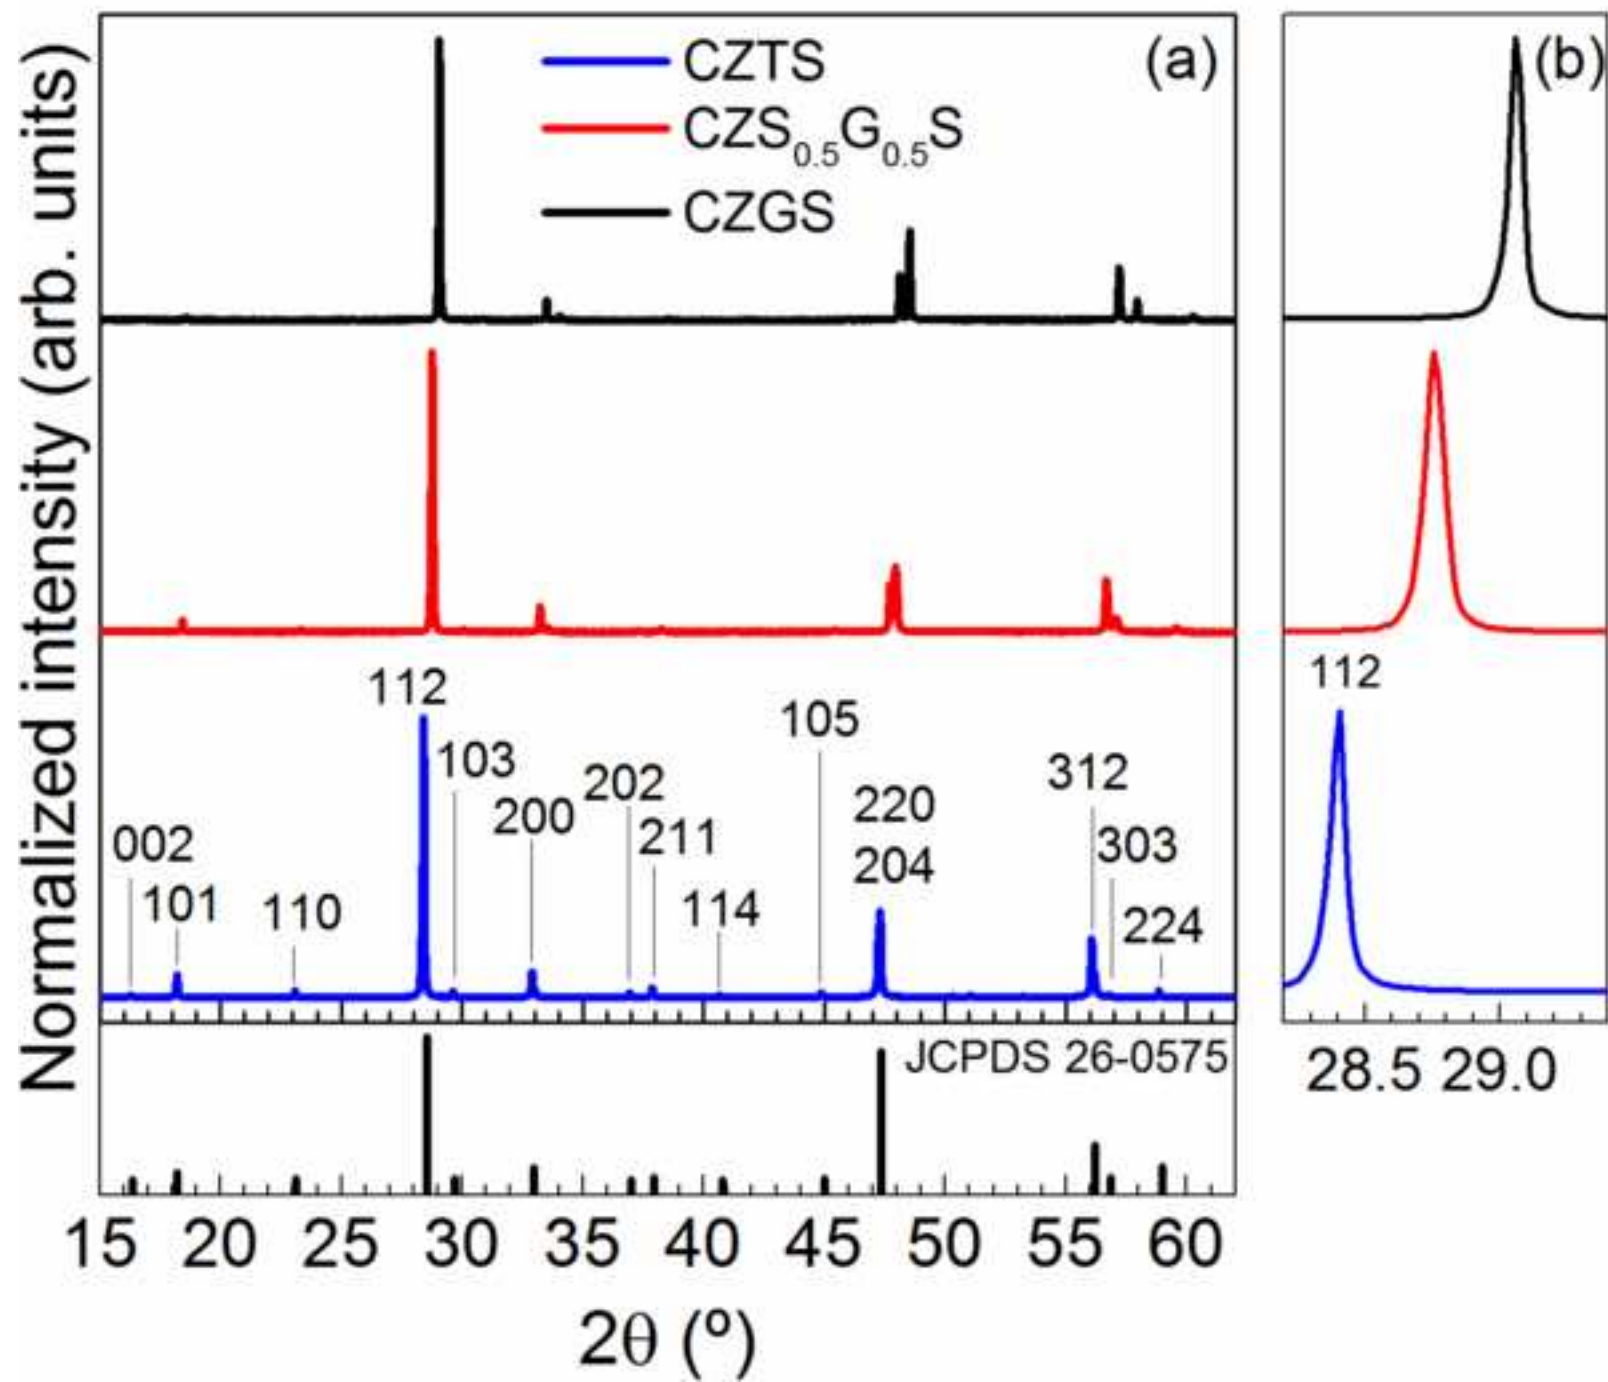 Normalized intensity (arb. units)
CZTS
CZS0.5G0.5S
CZGS
(a)
(b)
112
103
105
202
312
200
220
002
211
303
101
204
110
114
224
112
JCPDS 26-0575
15 20 25 30 35 40 45 50 55 60
28.5 29.0
2θ (º)